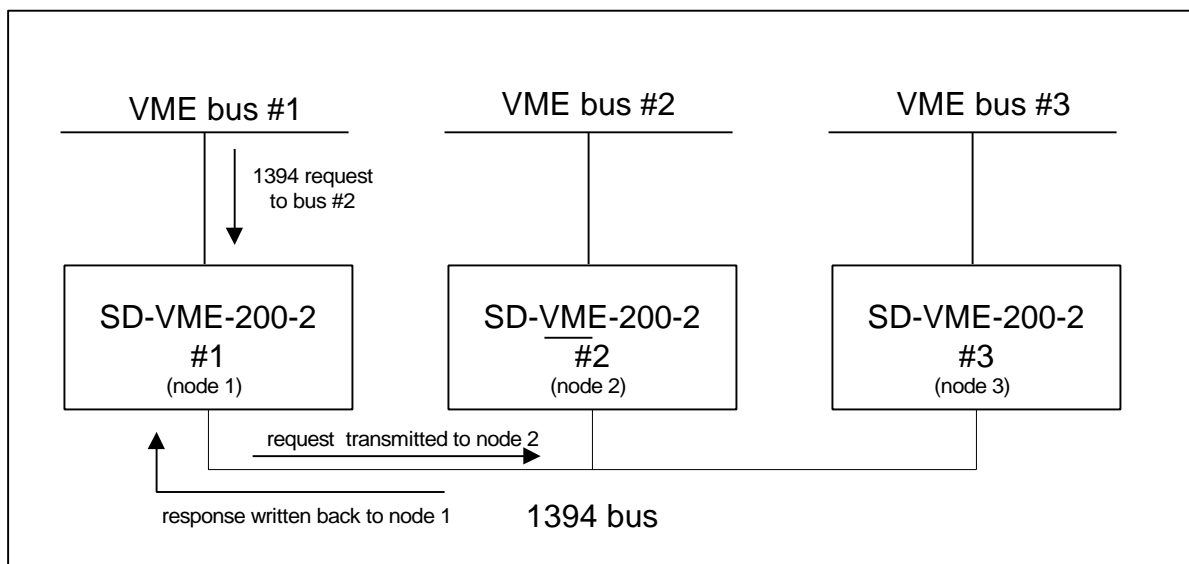 VME bus #1
VME bus #2
VME bus #3
1394 request
to bus #2
SD-VME-200-2
#1
(node 1)
SD-VME-200-2
#2
(node 2)
SD-VME-200-2
#3
(node 3)
request transmitted to node 2
response written back to node 1
1394 bus